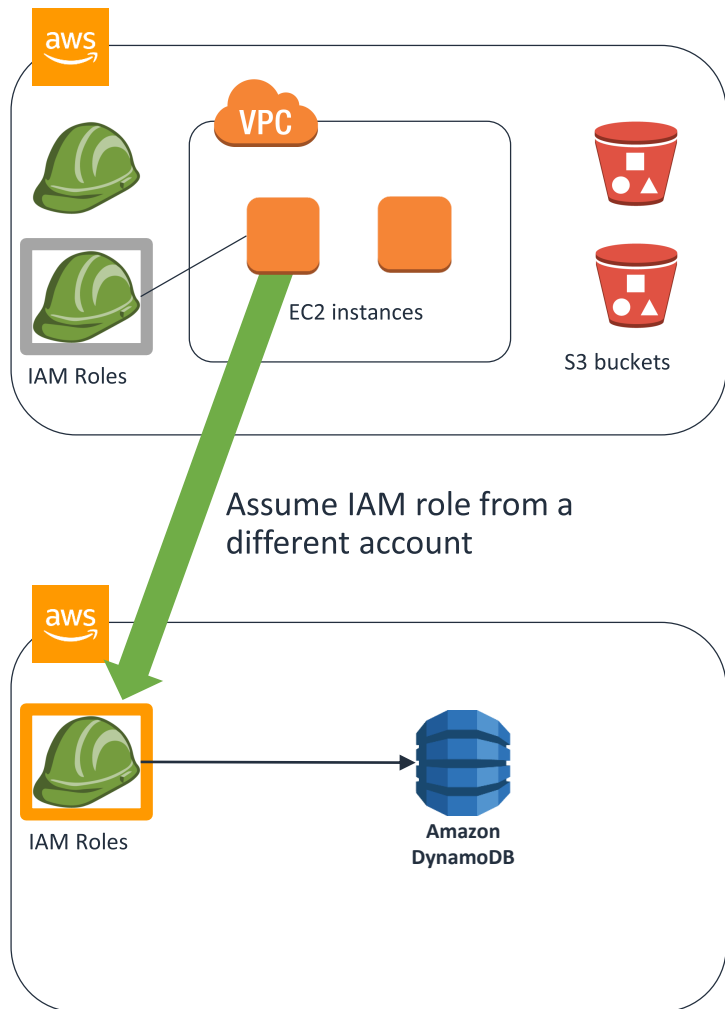 aws
VPC
EC2 instances
S3 buckets
IAM Roles
Assume IAM role from a
different account
aws
IAM Roles
Amazon
DynamoDB